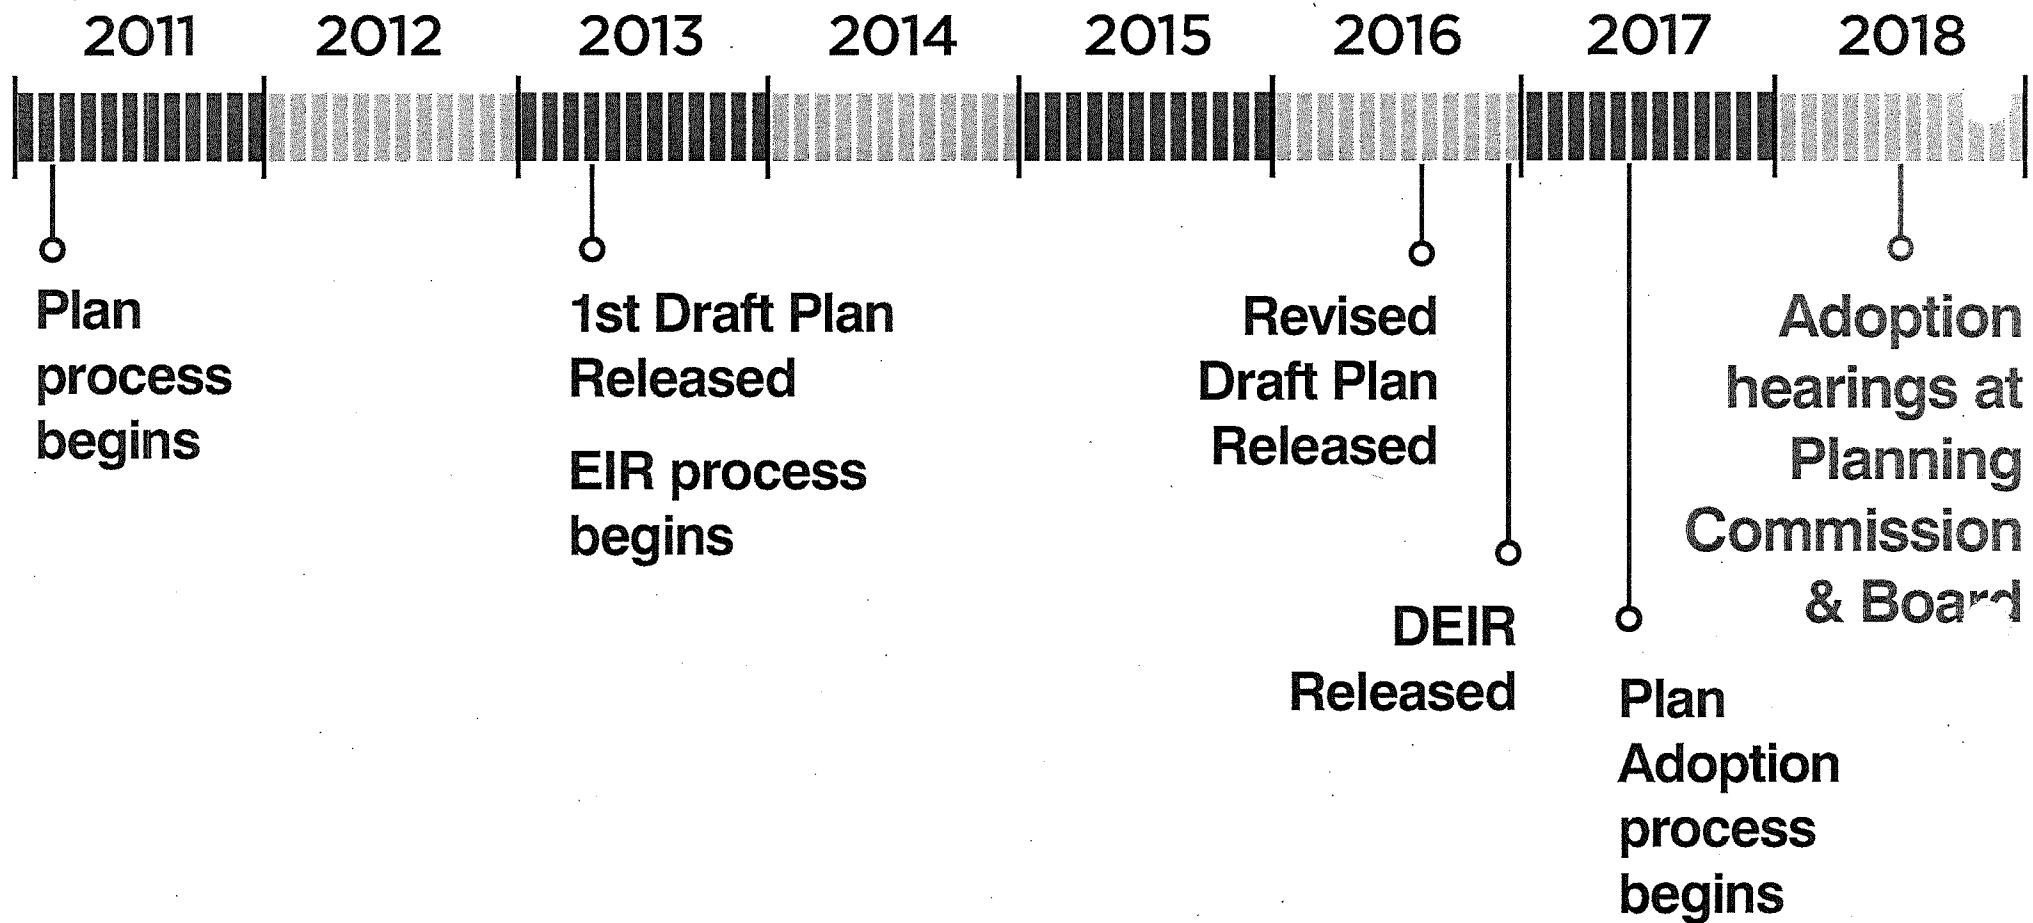 2011 2012 2013 2014 2015 2016 2017 2018
Plan
process
begins
1st Draft Plan
Released
EIR process
begins
Revised
Draft Plan
Released
DEIR
Released
Plan
Adoption
process
begins
Adoption
hearings at
Planning
Commission
& Board